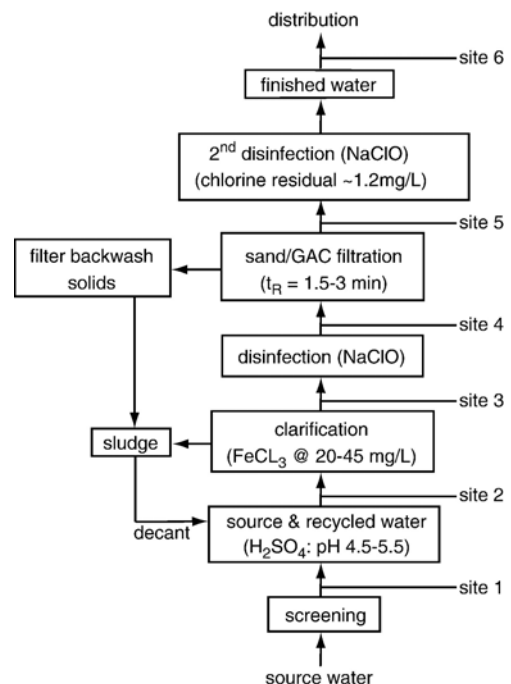 distribution
site 6
finished water
2nd disinfection (NaClO)
(chlorine residual ~1.2mg/L)
site 5
filter backwash
solids
sand/GAC filtration
(tR = 1.5-3 min)
site 4
disinfection (NaClO)
site 3
clarification
(FeCL3 @ 20-45 mg/L)
sludge
site 2
decant
source & recycled water
(H2SO4: pH 4.5-5.5)
site 1
screening
source water